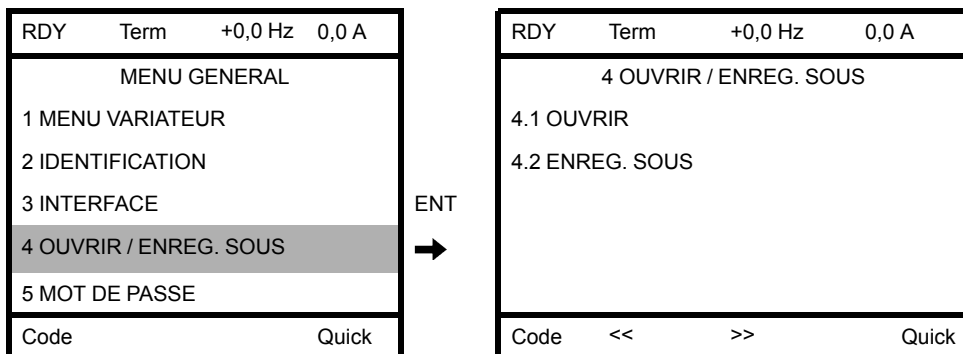 RDY Term +0,0 Hz 0,0 A
MENU GENERAL
1 MENU VARIATEUR
2 IDENTIFICATION
3 INTERFACE
4 OUVRIR / ENREG. SOUS
5 MOT DE PASSE
Code Quick
ENT
RDY Term +0,0 Hz 0,0 A
4 OUVRIR / ENREG. SOUS
4.1 OUVRIR
4.2 ENREG. SOUS
Code << >> Quick